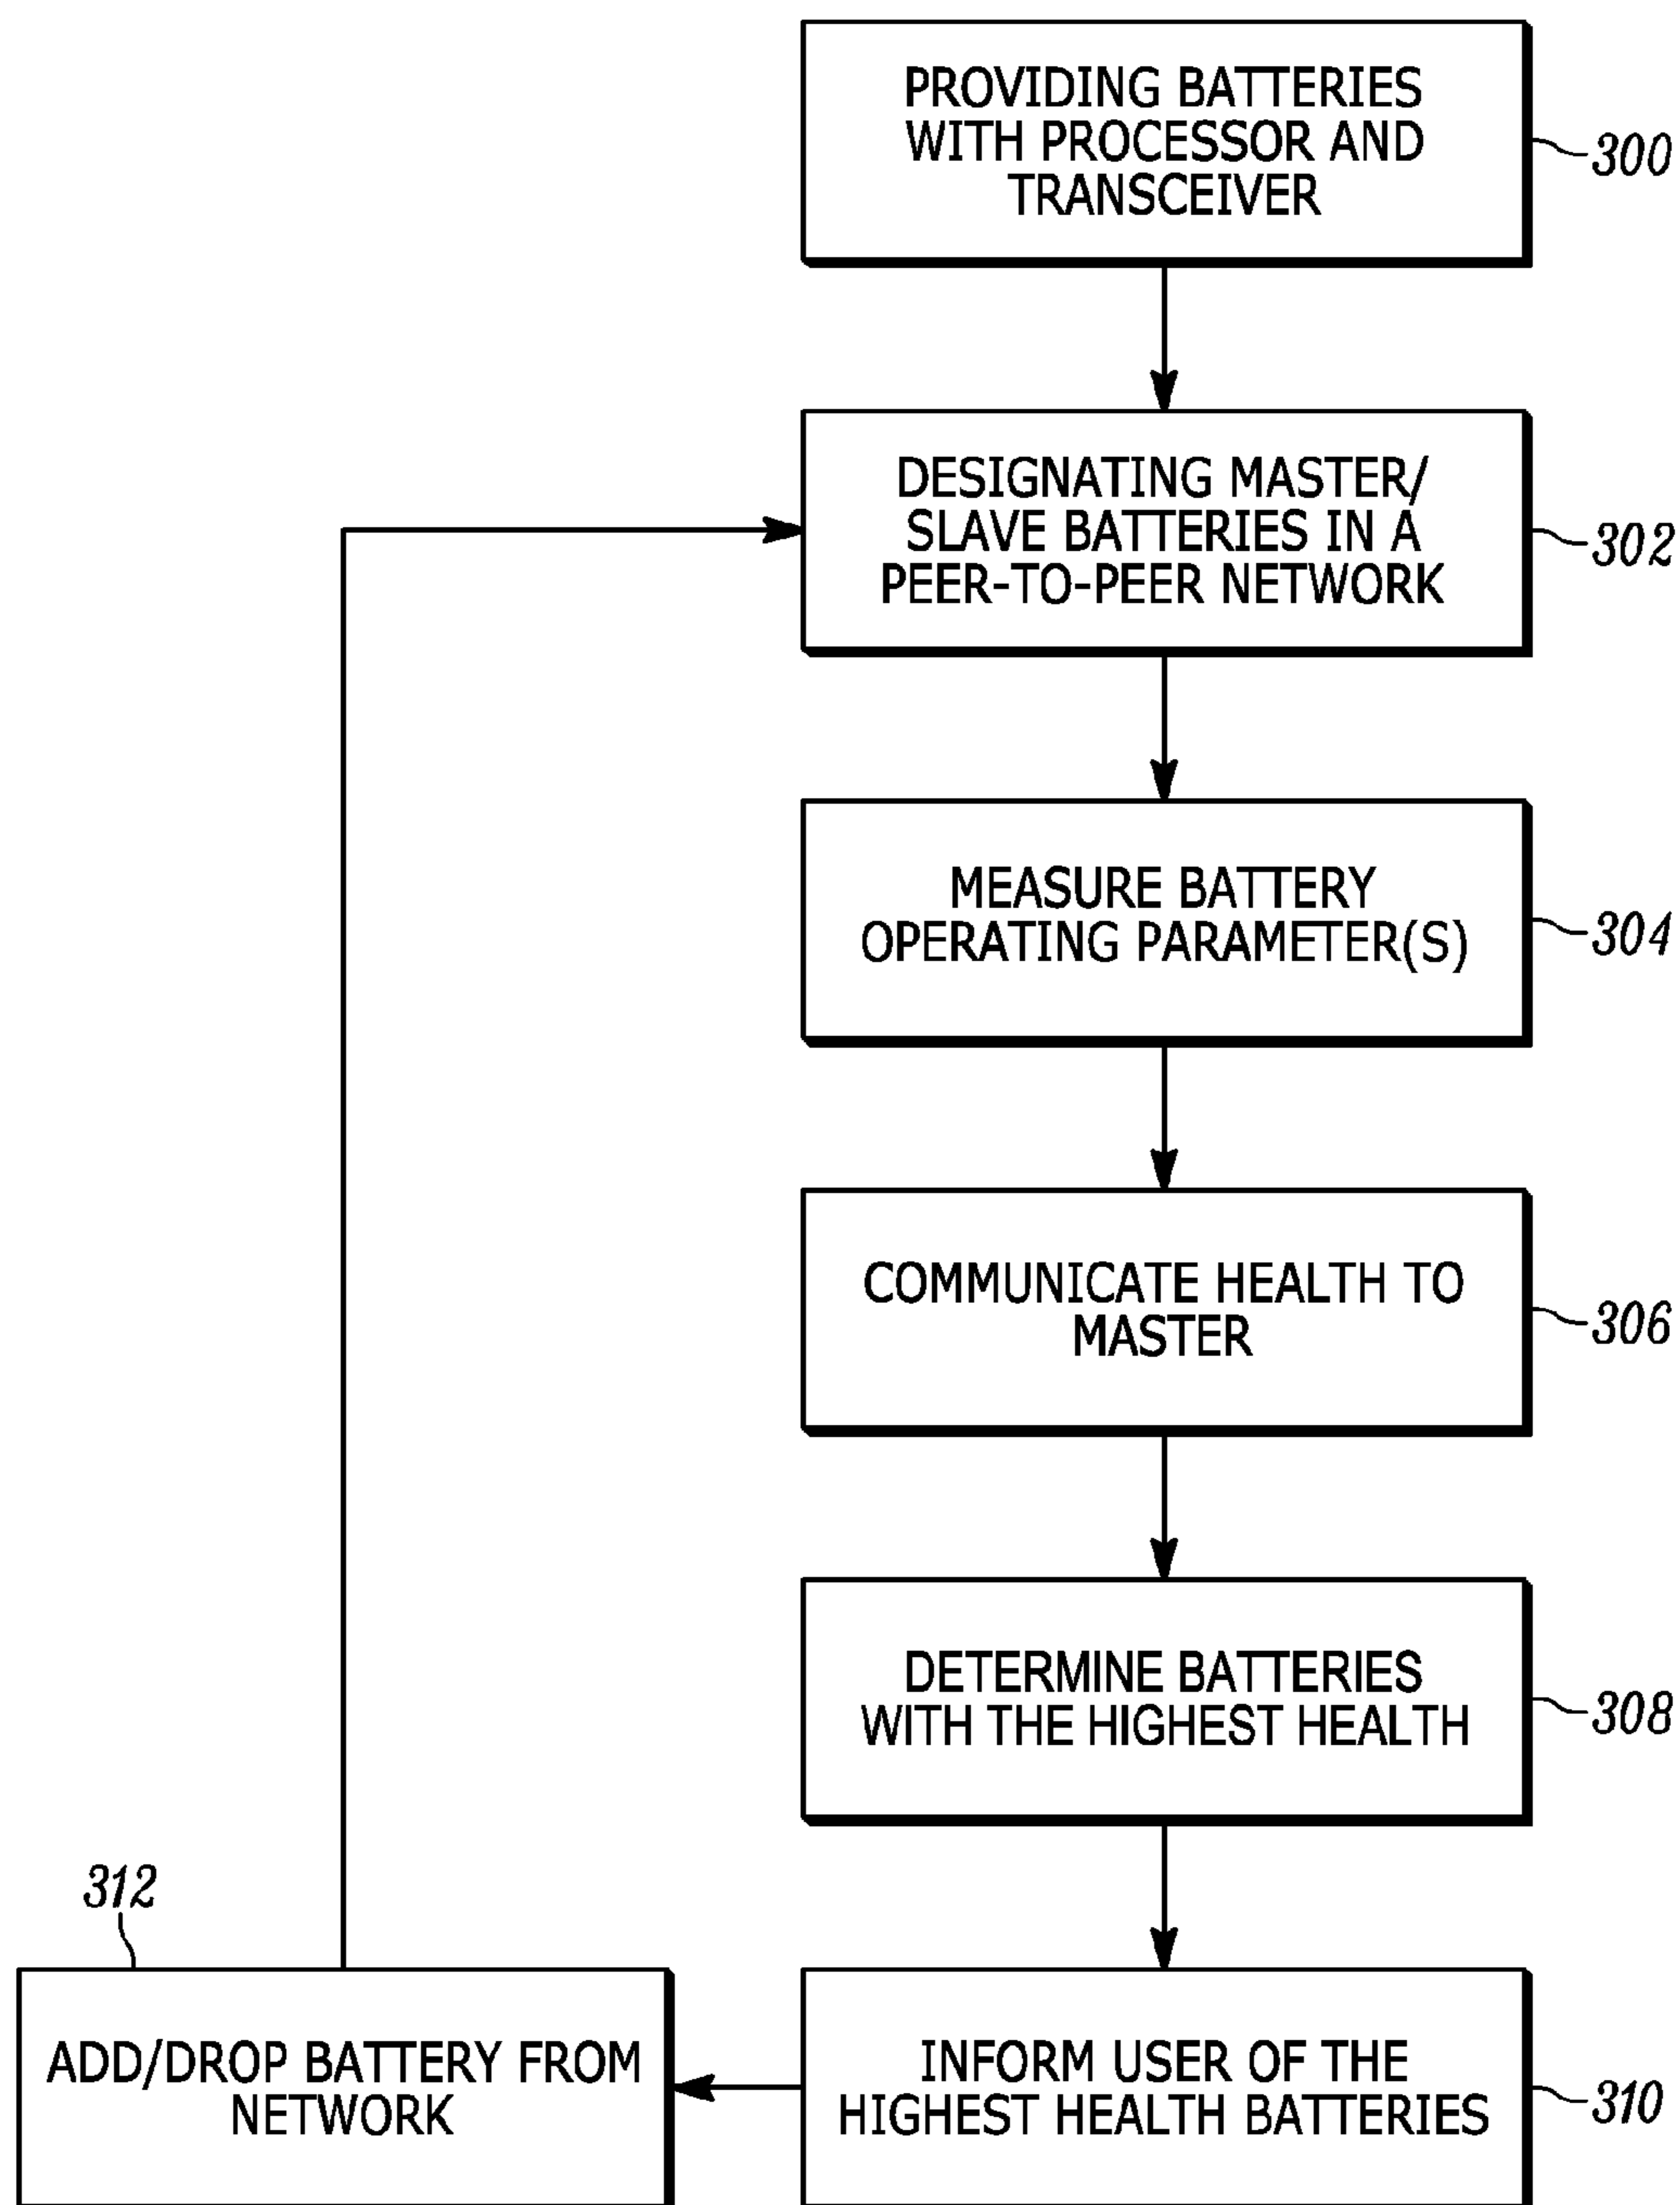 PROVIDING BATTERIES
WITH PROCESSOR AND
TRANSCEIVER
300
DESIGNATING MASTER/
SLAVE BATTERIES IN A
PEER-TO-PEER NETWORK
302
MEASURE BATTERY
OPERATING PARAMETER(S)
304
COMMUNICATE HEALTH TO
MASTER
306
DETERMINE BATTERIES
WITH THE HIGHEST HEALTH
308
INFORM USER OF THE
HIGHEST HEALTH BATTERIES
310
312
ADD/DROP BATTERY FROM
NETWORK